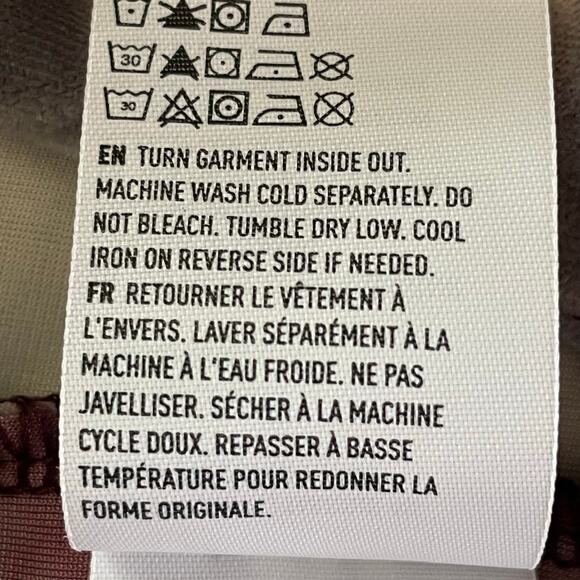 30
30
EN TURN GARMENT INSIDE OUT.
MACHINE WASH COLD SEPARATELY. DO
NOT BLEACH. TUMBLE DRY LOW. COOL
IRON ON REVERSE SIDE IF NEEDED.
FR RETOURNER LE VÊTEMENT À
L'ENVERS. LAVER SÉPARÉMENT À LA
MACHINE À L'EAU FROIDE. NE PAS
JAVELLISER. SÉCHER À LA MACHINE
CYCLE DOUX. REPASSER À BASSE
TEMPÉRATURE POUR REDONNER LA
FORME ORIGINALE.